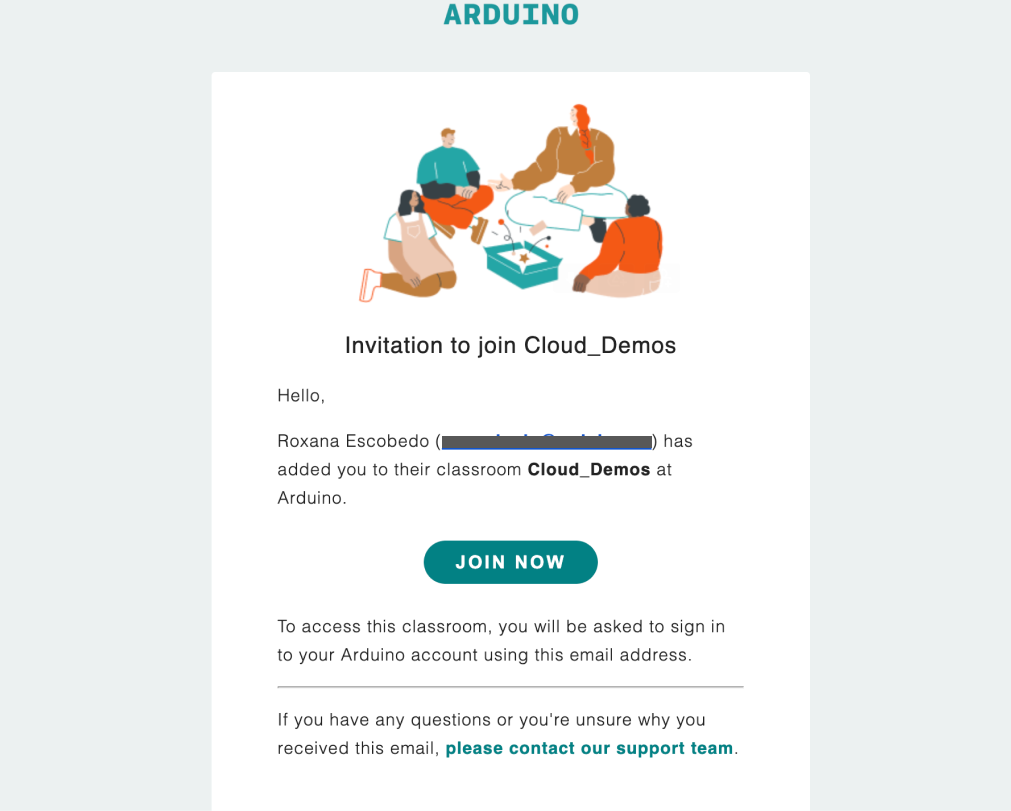 ARDUINO
Invitation to join Cloud_Demos
Hello,
Roxana Escobedo () has
added you to their classroom Cloud_Demos at
Arduino.
JOIN NOW
To access this classroom, you will be asked to sign in
to your Arduino account using this email address.
If you have any questions or you're unsure why you
received this email, please contact our support team.